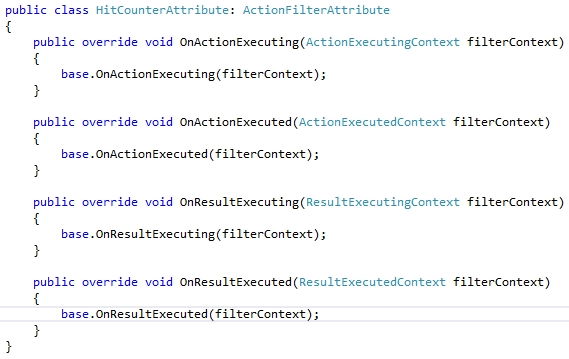 public class HitCounterAttribute: ActionFilterAttribute
{
public override void OnActionExecuting(ActionExecutingContext filterContext)
{
base.OnActionExecuting(filterContext);
}
public override void OnActionExecuted(ActionExecutedContext filterContext)
{
base.OnActionExecuted(filterContext);
}
public override void OnResultExecuting(ResultExecutingContext filterContext)
{
base.OnResultExecuting(filterContext);
}
public override void OnResultExecuted(ResultExecutedContext filterContext)
{
base.OnResultExecuted(filterContext);
}
}